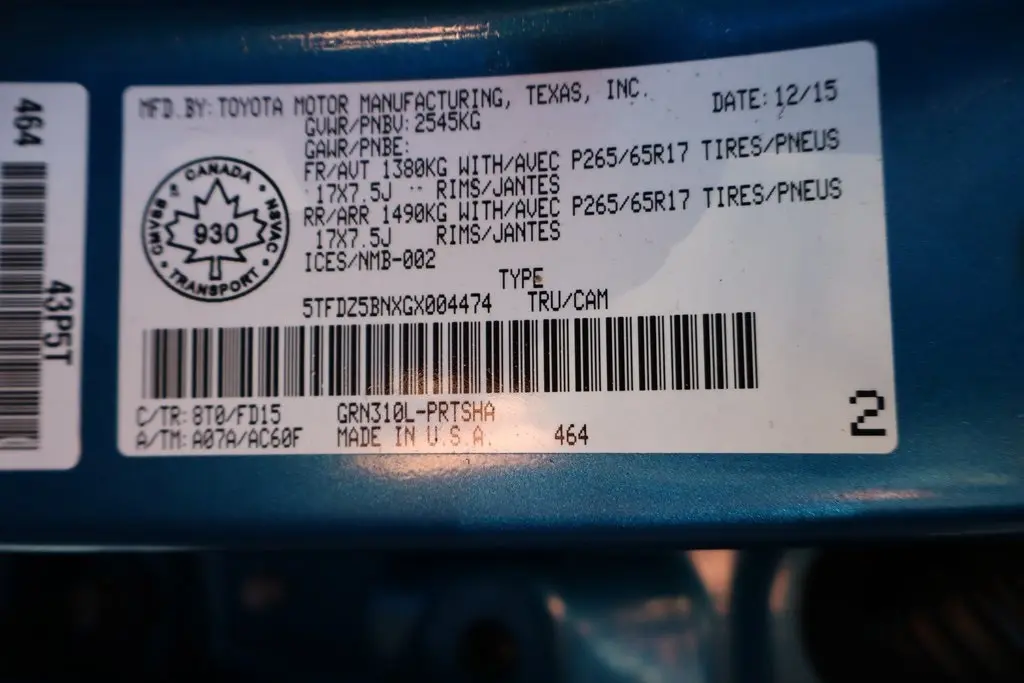 464
43P5T
MFD.BY: TOYOTA MOTOR MANUFACTURING, TEXAS, INC. DATE: 12/15
GVWR/PNBV: 2545KG
GAWR/PNBE:
FR/AVT 1380KG WITH/AVEC P265/65R17 TIRES/PNEUS
17X7.5J RIMS/JANTES
RR/ARR 1490KG WITH/AVEC P265/65R17 TIRES/PNEUS
17X7.5J RIMS/JANTES
ICES/NMB-002
CANADA
CMVSS NSVAC
930
TRANSPORT
TYPE
5TFDZ5BNXGX004474 TRU/CAM
C/TR: 8T0/FD15 GRN310L-PRTSHA
A/TM: A07A/AC60F MADE IN U.S.A. 464
2